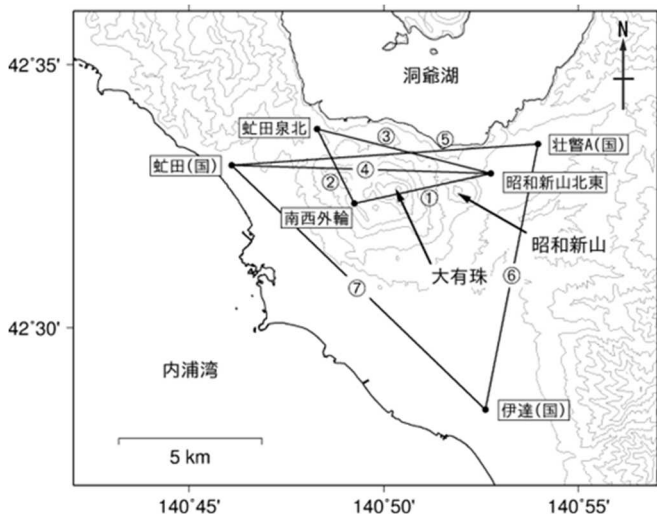 N
42˚35'
洞爺湖
虻田泉北
③
⑤
壮瞥A(国)
虻田(国)
④
②
昭和新山北東
①
南西外輪
昭和新山
大有珠
⑥
⑦
42˚30'
内浦湾
伊達(国)
5 km
140˚45'
140˚50'
140˚55'